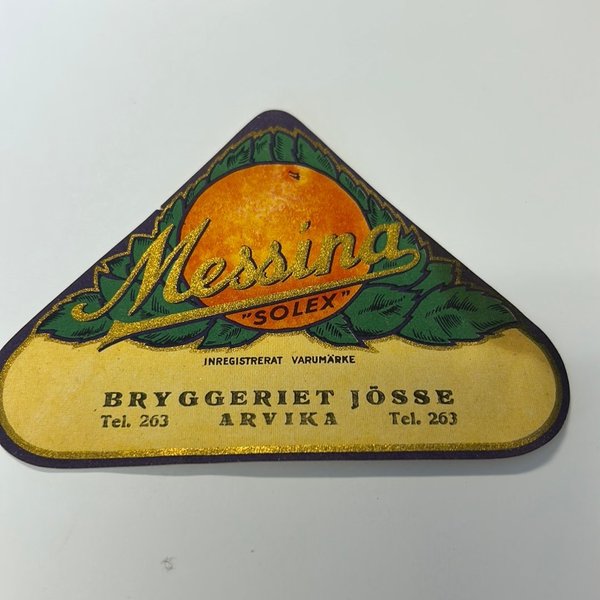 Messina
"SOLEX"
INREGISTRERAT VARUMÄRKE
BRYGGERIET JÖSSE
Tel. 263 ARVIKA Tel. 263